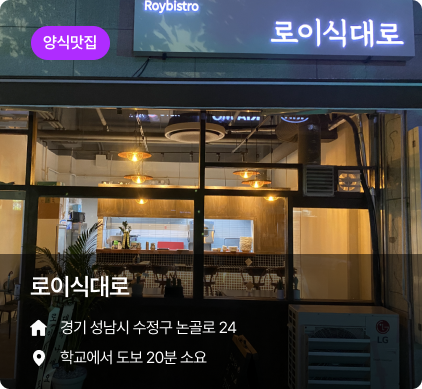 Roybistro
로이식대로
양식맛집
로이식대로
경기 성남시 수정구 논골로 24
학교에서 도보 20분 소요
LG